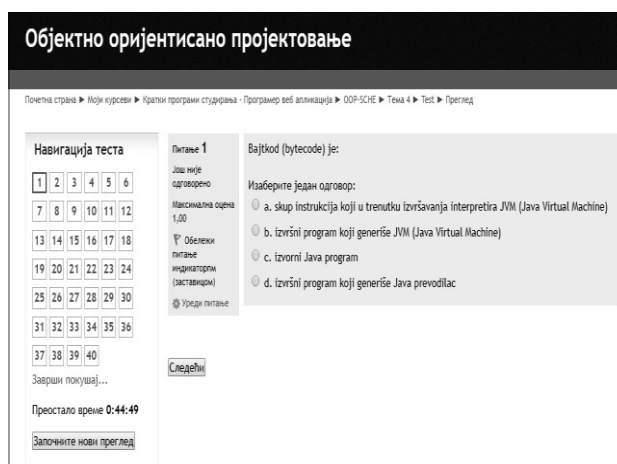 Објектно оријентисано пројектовање
Почетна страна ► Моји курсеви ► Кратки програми студирања - Програмер веб апликација ► OOP-SCHE ► Тема 4 ► Test ► Преглед
Навигација теста
1 2 3 4 5 6
7 8 9 10 11 12
13 14 15 16 17 18
19 20 21 22 23 24
25 26 27 28 29 30
31 32 33 34 35 36
37 38 39 40
Заврши покушај...
Преостало време 0:44:49
Започните нови преглед
Питање 1
Још није
одговорено
Максимална оцена
1,00
Обележи
питање
индикаторпм
(заставицом)
Уреди питање
Bajtkod (bytecode) je:
Изаберите један одговор:
a. skup instrukcija koji u trenutku izvršavanja interpretira JVM (Java Virtual Machine)
b. izvršni program koji generiše JVM (Java Virtual Machine)
c. izvorni Java program
d. izvršni program koji generiše Java prevodilac
Следећи